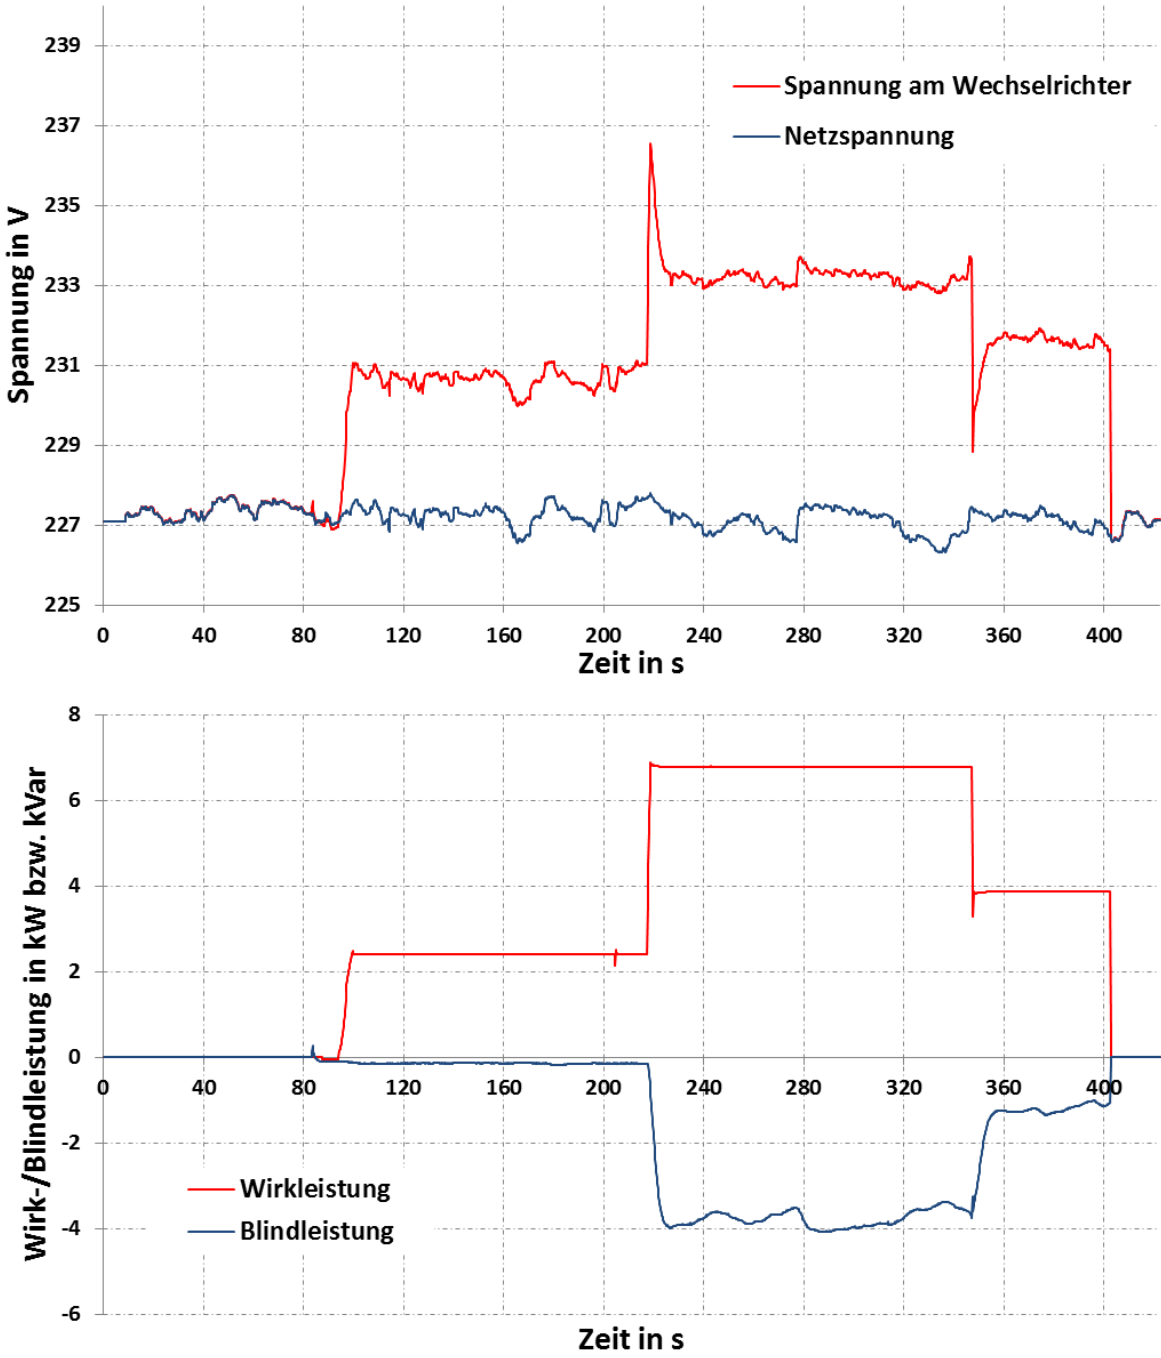 239
237
235
233
231
229
227
225
Spannung in V
Spannung am Wechselrichter
Netzspannung
0 40 80 120 160 200 240 280 320 360 400
Zeit in s
8
6
4
2
0
-2
-4
-6
Wirk-/Blindleistung in kW bzw. kVar
0 40 80 120 160 200 240 280 320 360 400
Wirkleistung
Blindleistung
Zeit in s